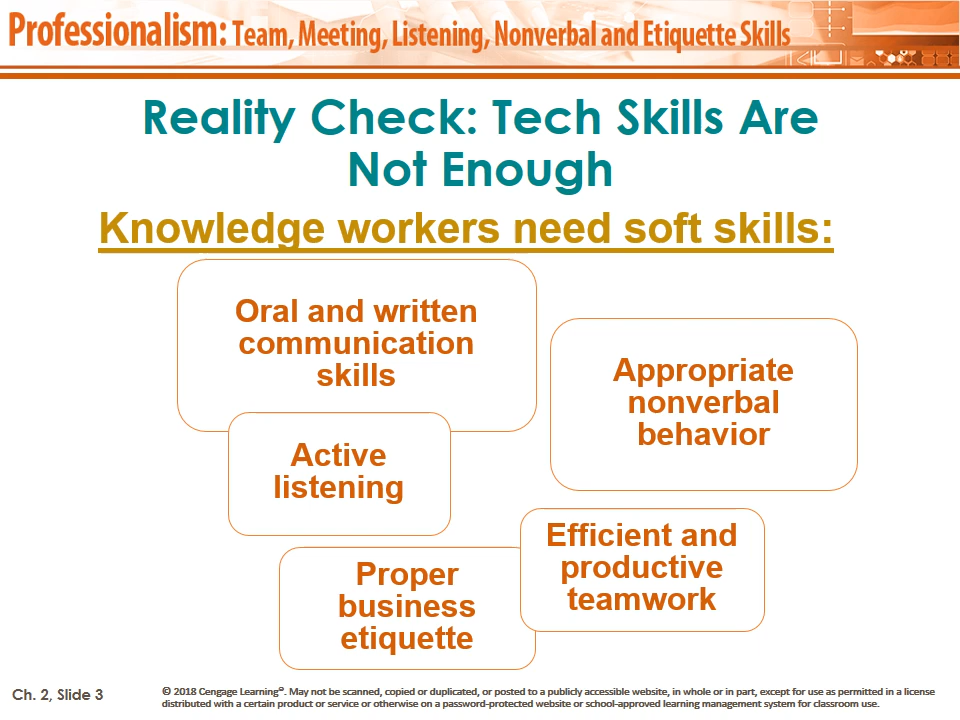 Professionalism: Team, Meeting, Listening, Nonverbal and Etiquette Skills
Reality Check: Tech Skills Are
Not Enough
Knowledge workers need soft skills:
Oral and written
communication
skills
Appropriate
nonverbal
behavior
Active
listening
Efficient and
productive
teamwork
Proper
business
etiquette
Ch. 2, Slide 3
© 2018 Cengage Learning®. May not be scanned, copied or duplicated, or posted to a publicly accessible website, in whole or in part, except for use as permitted in a license
distributed with a certain product or service or otherwise on a password-protected website or school-approved learning management system for classroom use.